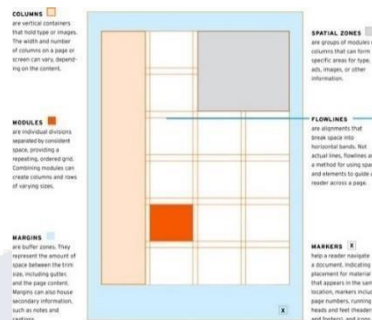 COLUMNS
are vertical containers
that hold type or images.
The width and number
of columns on a page or
screen can vary, depend-
ing on the content.
MODULES
are individual divisions
separated by consistent
space, providing a
repeating, ordered grid.
Combining modules can
create columns and rows
of varying sizes.
MARGINS
are buffer zones. They
represent the amount of
space between the trim
size, including gutter,
and the page content.
Margins can also house
secondary information,
such as notes and
captions.
SPATIAL ZONES
are groups of modules
columns that can form
specific areas for type,
ads, images, or other
information.
FLOWLINES
are alignments that
break space into
horizontal bands. Not
actual lines, flowlines
a method for using
and elements to guide
reader across a page.
MARKERS x
help a reader navigate
a document. Indicating
placement for material
that appears in the same
location, markers include
page numbers, running
heads and feet
and footers), and icons.
x